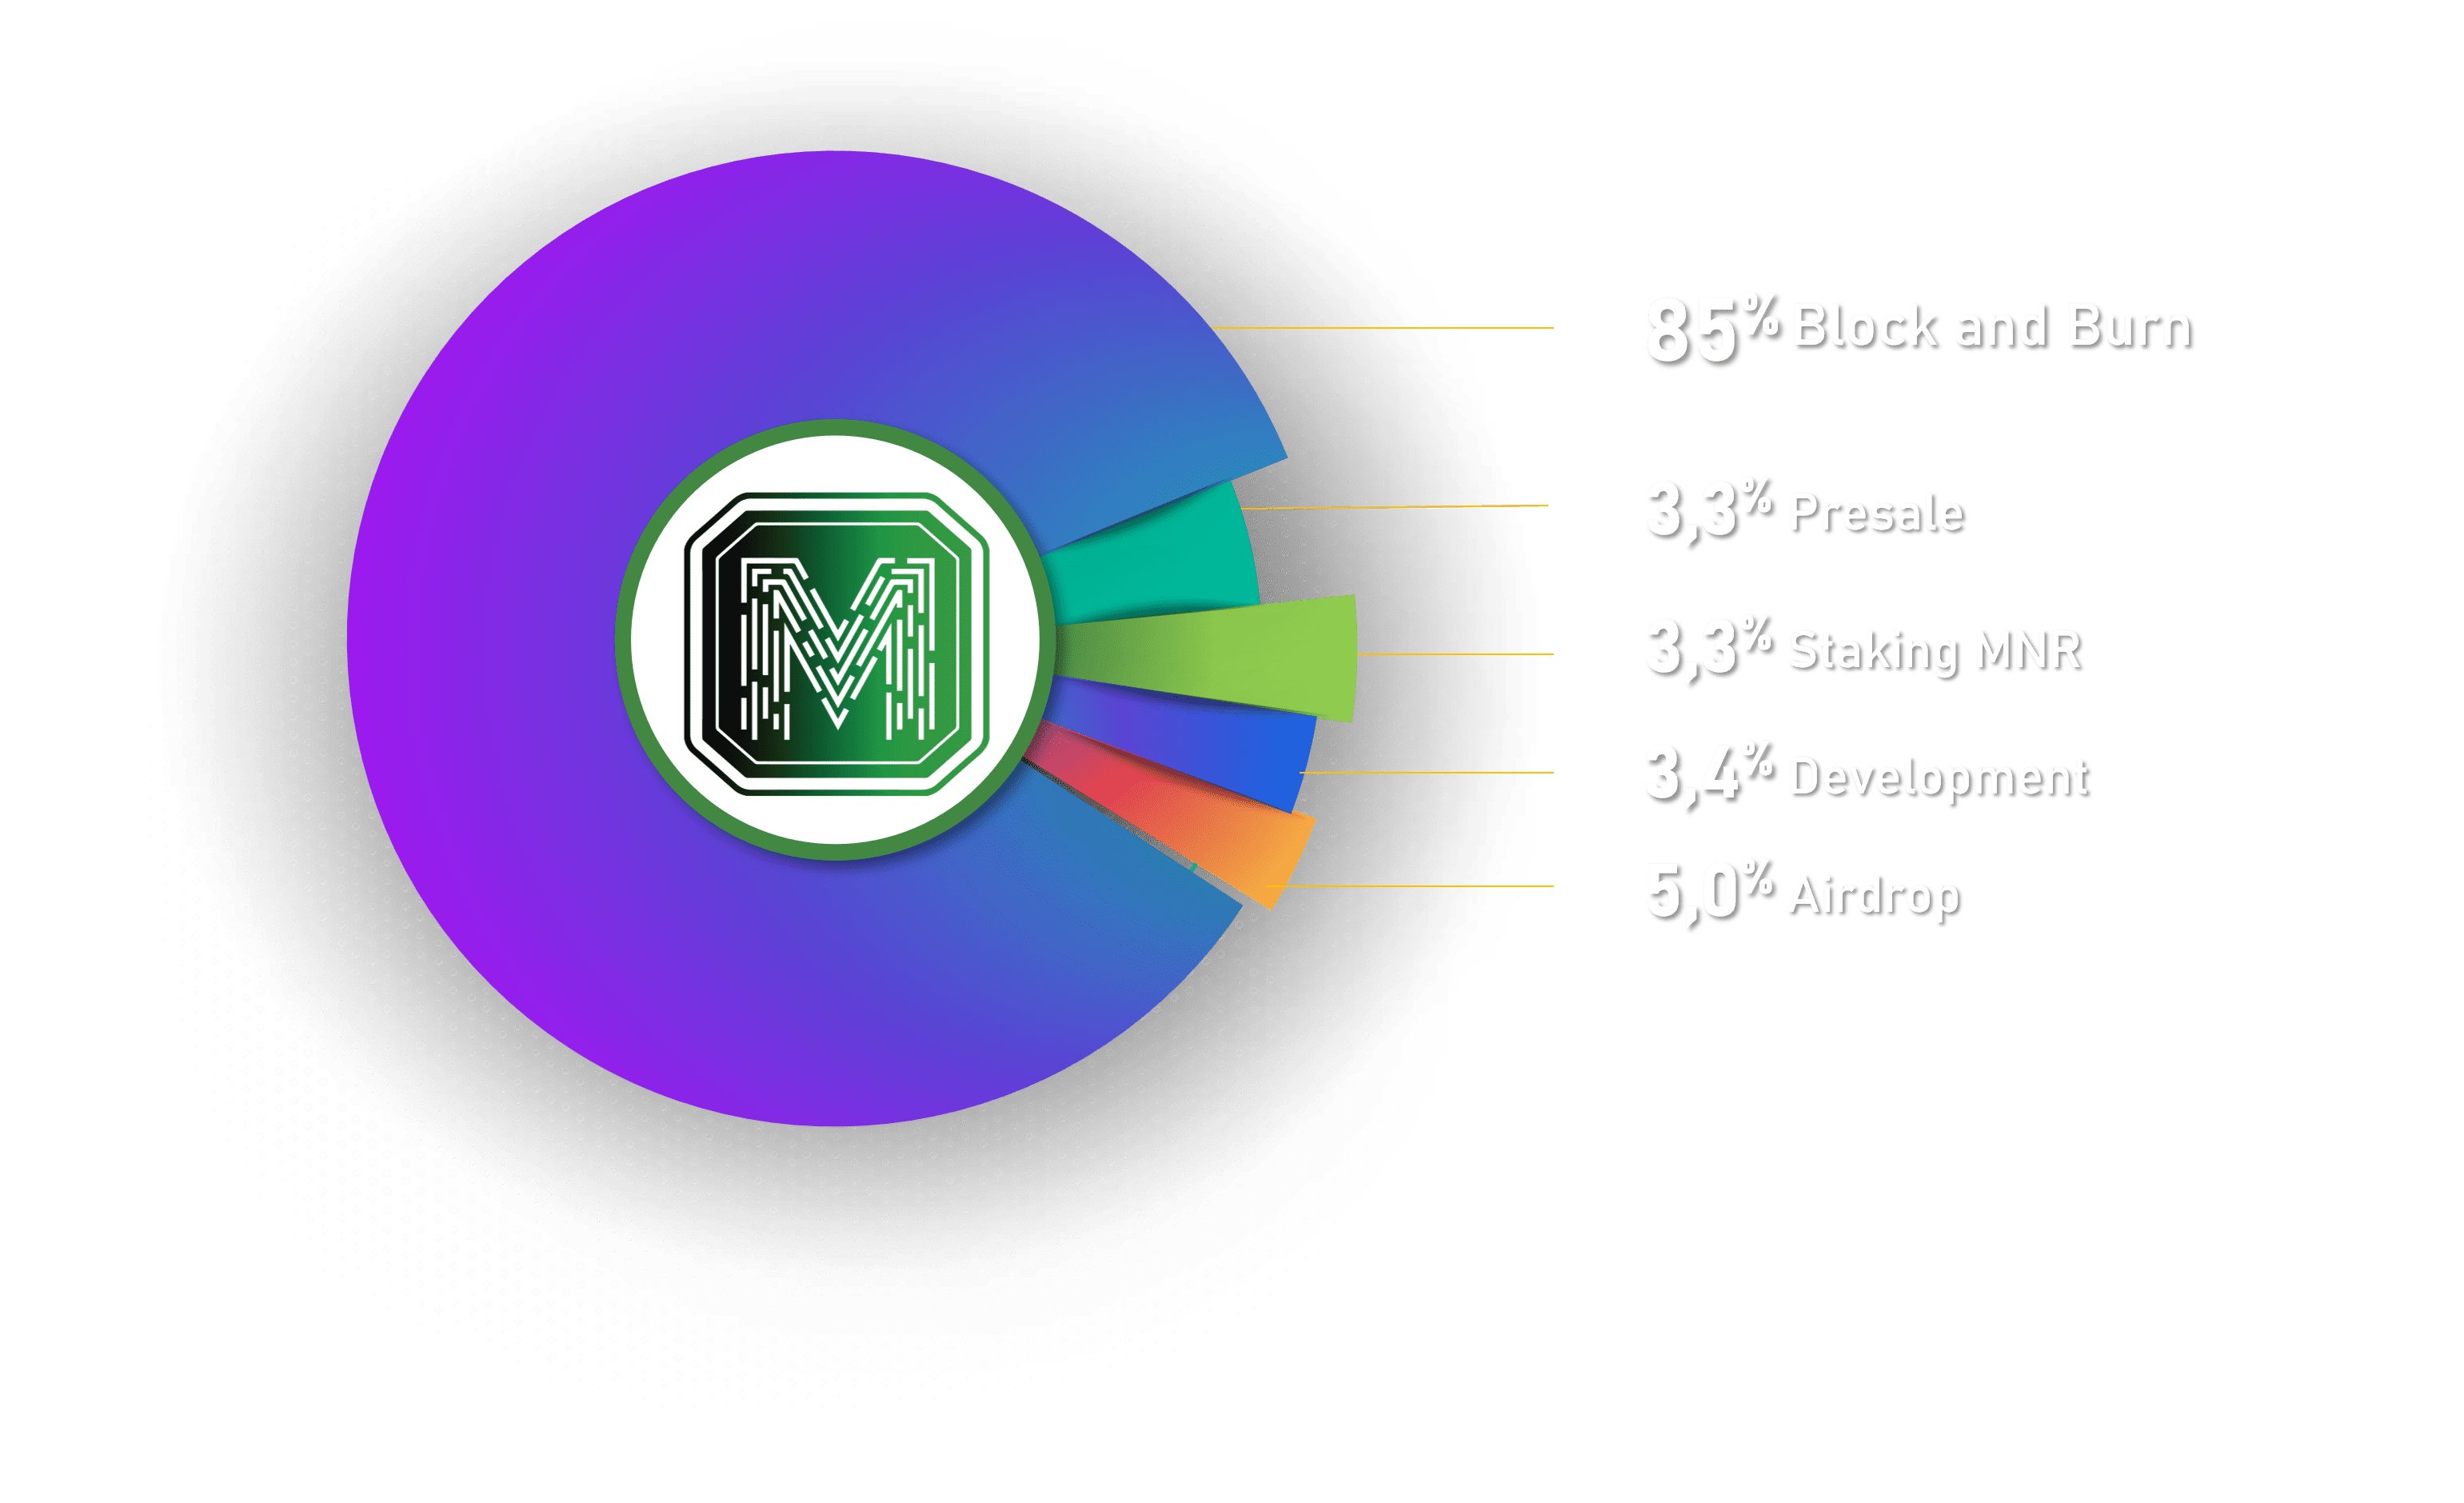 85% Block and Burn
3,3% Presale
3,3% Staking MNR
3,4% Development
5,0% Airdrop
M